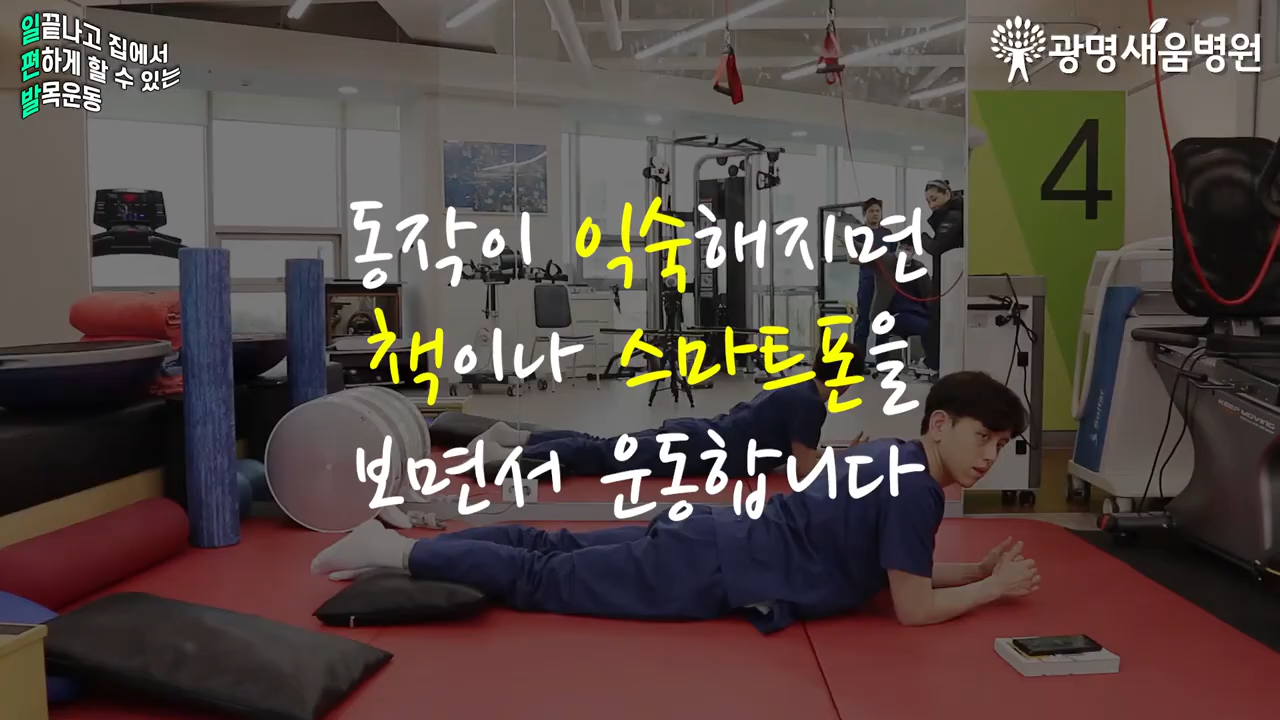 일끝나고 집에서
편하게 할 수 있는
발목운동
광명새움병원
4
동작이 익숙해지면
책이나 스마트폰을
보면서 운동합니다
KEEP MOVING